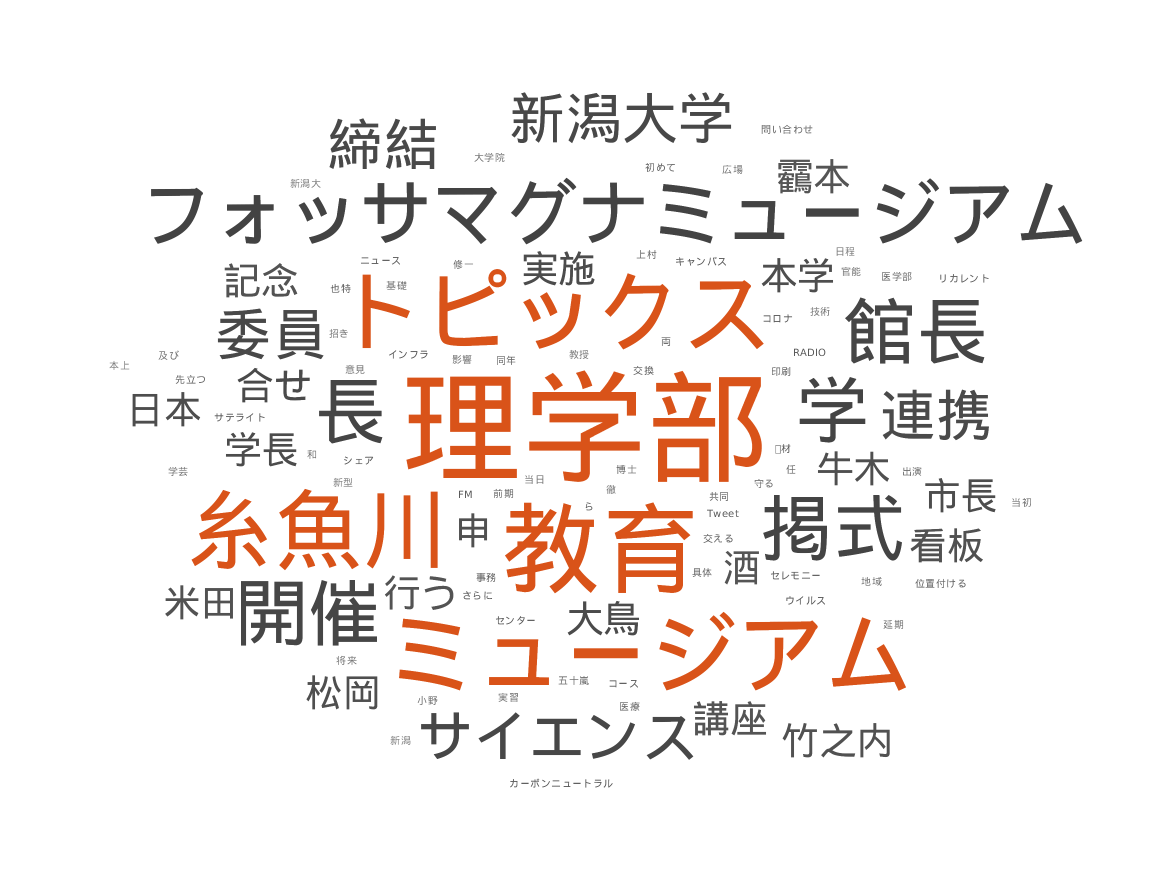 新潟大学
締結
問い合わせ
大学院
初めて
広場
靍本
新潟大
フォッサマグナミュージアム
日程
上村
ニュース
修一
実施
キャンパス
本学
官能
医学部
リカレント
記念
也特
基礎
トピックス
コロナ
技術
館長
委員
招き
両
インフラ
影響
同年
教授
RADIO
及び
本上
意見
交換
印刷
先立つ
合せ
長
理学部
学
連携
日本
サテライト
学長
和
シェア
材
牛木
任
博士
学芸
出演
新型
当日
守る
FM
前期
徹
共同
市長
当初
ら
Tweet
糸魚川
申
教育
掲式
看板
交える
酒
具体
セレモニー
地域
位置付ける
事務
さらに
行う
米田
開催
ウイルス
センター
大鳥
延期
ミュージアム
将来
松岡
五十嵐
コース
小野
実習
医療
新潟
サイエンス
講座
竹之内
カーボンニュートラル